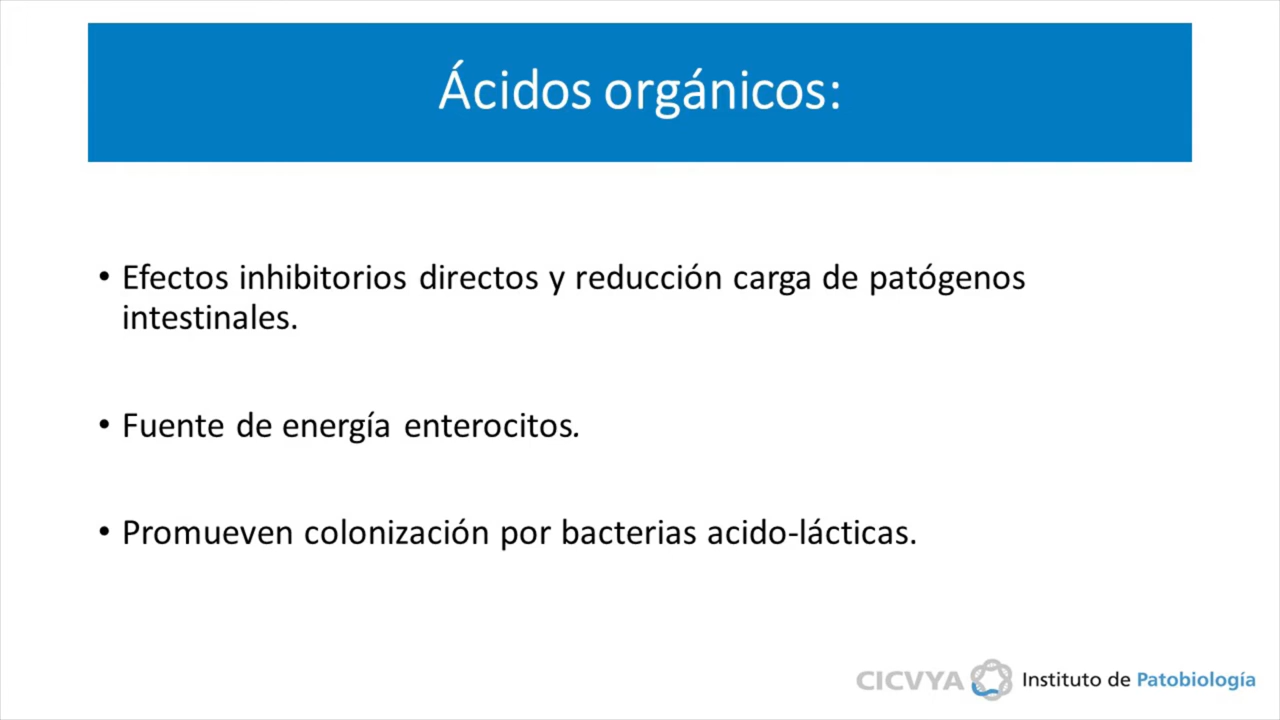 Ácidos orgánicos:
• Efectos inhibitorios directos y reducción carga de patógenos
intestinales.
• Fuente de energía enterocitos.
• Promueven colonización por bacterias acido-lácticas.
CICVYA Instituto de Patobiología